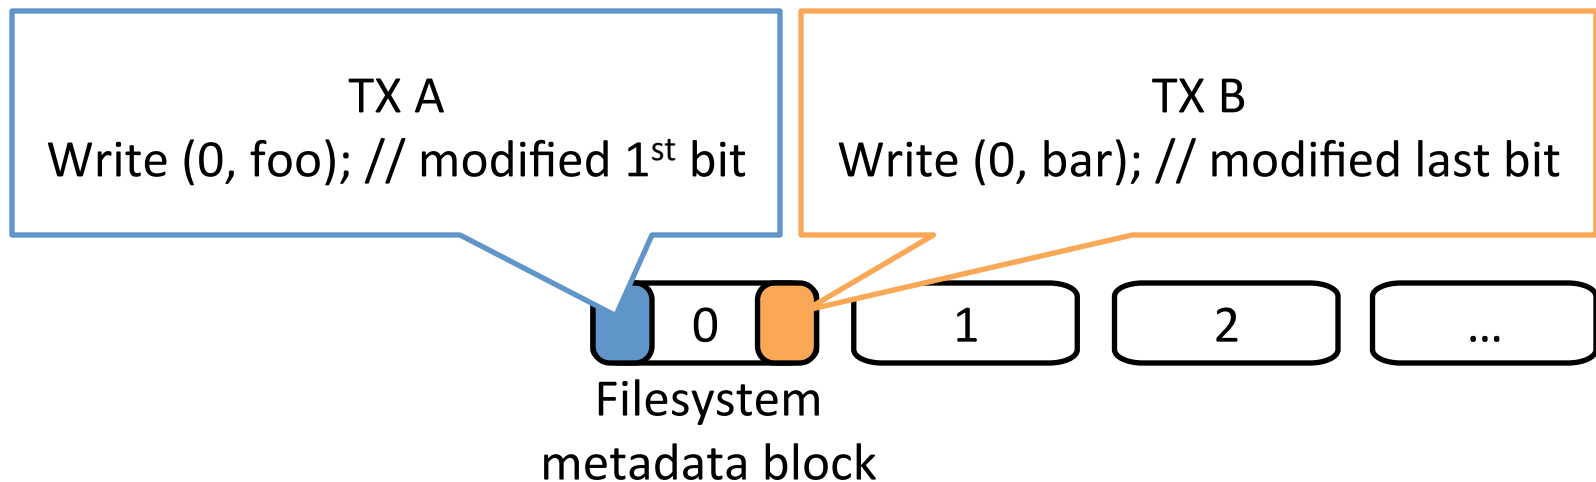 TX A
Write (0, foo); // modified 1st bit
TX B
Write (0, bar); // modified last bit
0
1
2
...
Filesystem
metadata block